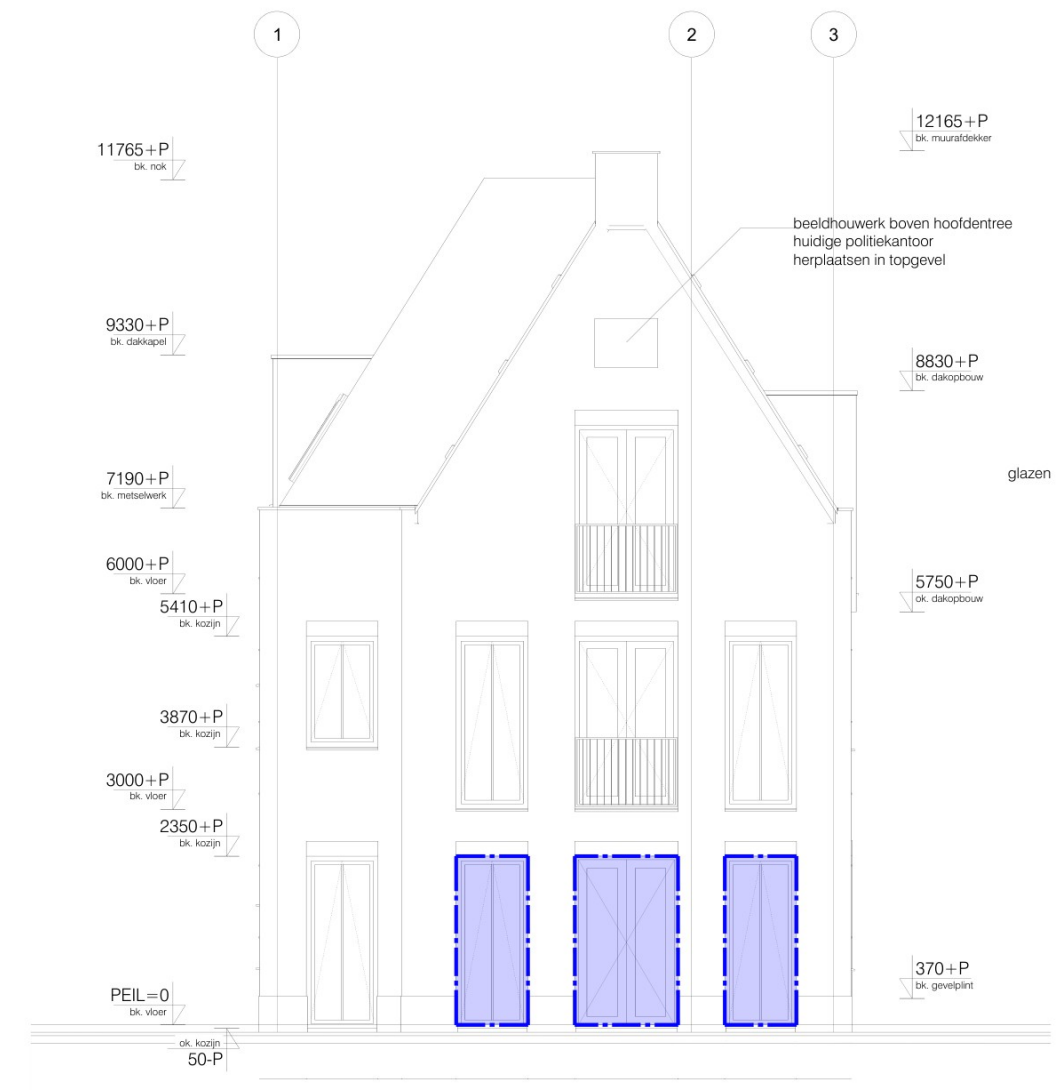 1
2
3
12165+P
bk. muurafdekker
11765+P
bk. nok
beeldhouwerk boven hoofdentree
huidige politiekantoor
herplaatsen in topgevel
9330+P
bk. dakkapel
8830+P
bk. dakopbouw
7190+P
bk. metselwerk
glazen
6000+P
bk. vloer
5750+P
ok. dakopbouw
5410+P
bk. kozijn
3870+P
bk. kozijn
3000+P
bk. vloer
2350+P
bk. kozijn
370+P
bk. gevelplint
PEIL=0
bk. vloer
ok. kozijn
50-P